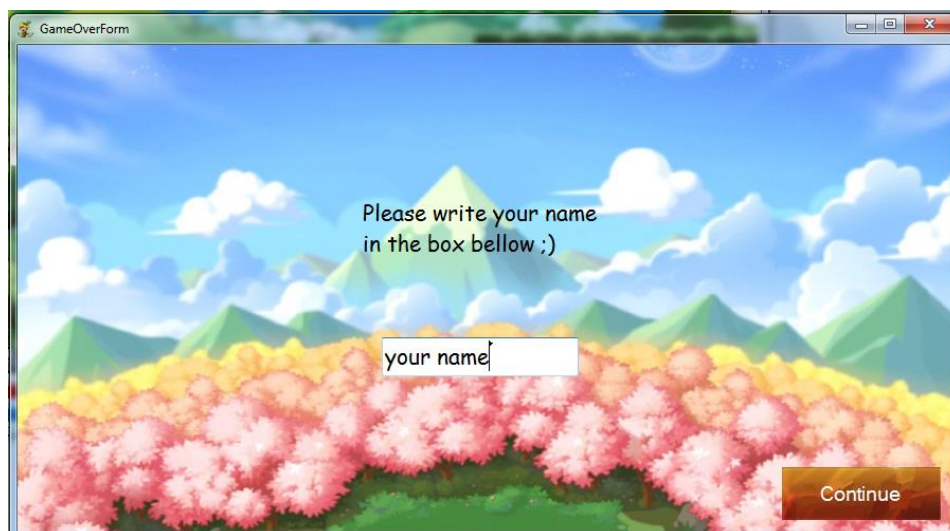 GameOverForm
Please write your name
in the box bellow ;)
your name
Continue